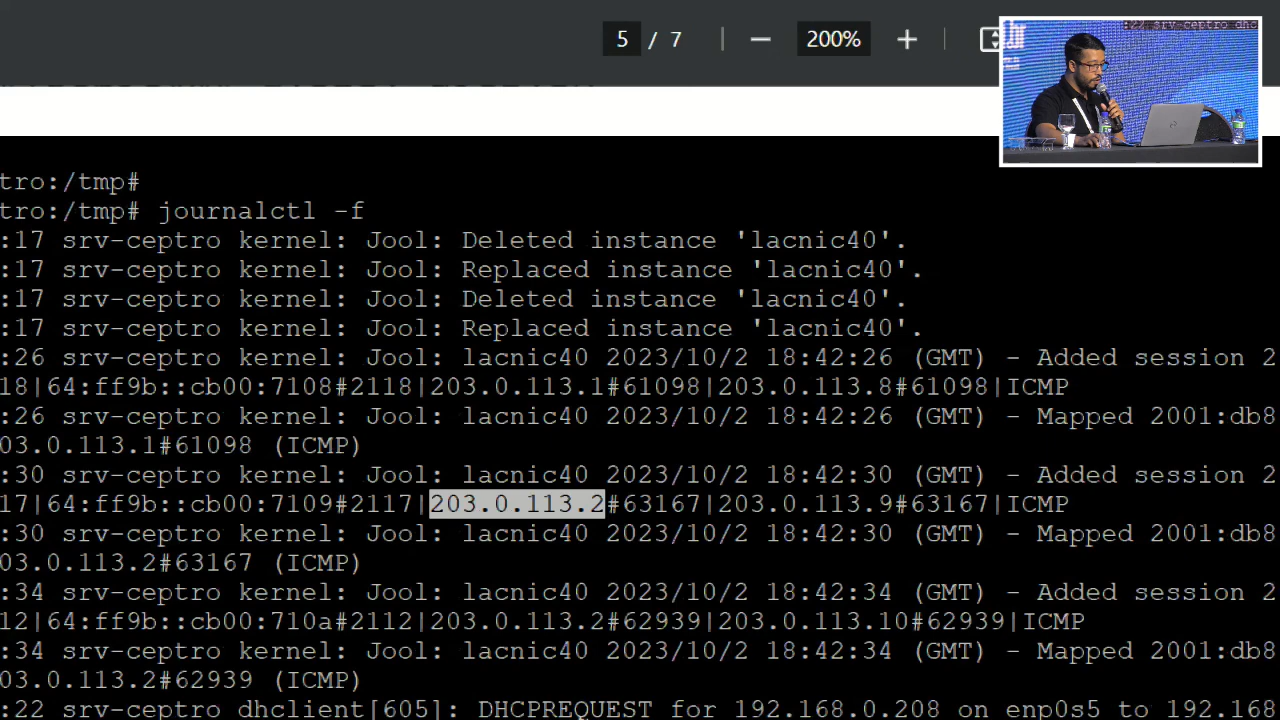 5 / 7
200%
tro:/tmp#
tro:/tmp# journalctl -f
:17 srv-ceptro kernel: Jool: Deleted instance 'lacnic40'.
:17 srv-ceptro kernel: Jool: Replaced instance 'lacnic40'.
:17 srv-ceptro kernel: Jool: Deleted instance 'lacnic40'.
:17 srv-ceptro kernel: Jool: Replaced instance 'lacnic40'.
:26 srv-ceptro kernel: Jool: lacnic40 2023/10/2 18:42:26 (GMT) - Added session 2
18|64:ff9b::cb00:7108#2118|203.0.113.1#61098|203.0.113.8#61098|ICMP
:26 srv-ceptro kernel: Jool: lacnic40 2023/10/2 18:42:26 (GMT) - Mapped 2001:db8
03.0.113.1#61098 (ICMP)
:30 srv-ceptro kernel: Jool: lacnic40 2023/10/2 18:42:30 (GMT) - Added session 2
17|64:ff9b::cb00:7109#2117|203.0.113.2#63167|203.0.113.9#63167|ICMP
:30 srv-ceptro kernel: Jool: lacnic40 2023/10/2 18:42:30 (GMT) - Mapped 2001:db8
03.0.113.2#63167 (ICMP)
:34 srv-ceptro kernel: Jool: lacnic40 2023/10/2 18:42:34 (GMT) - Added session 2
12|64:ff9b::cb00:710a#2112|203.0.113.2#62939|203.0.113.10#62939|ICMP
:34 srv-ceptro kernel: Jool: lacnic40 2023/10/2 18:42:34 (GMT) - Mapped 2001:db8
03.0.113.2#62939 (ICMP)
:22 srv-ceptro dhclient[605]: DHCPREQUEST for 192.168.0.208 on enp0s5 to 192.168